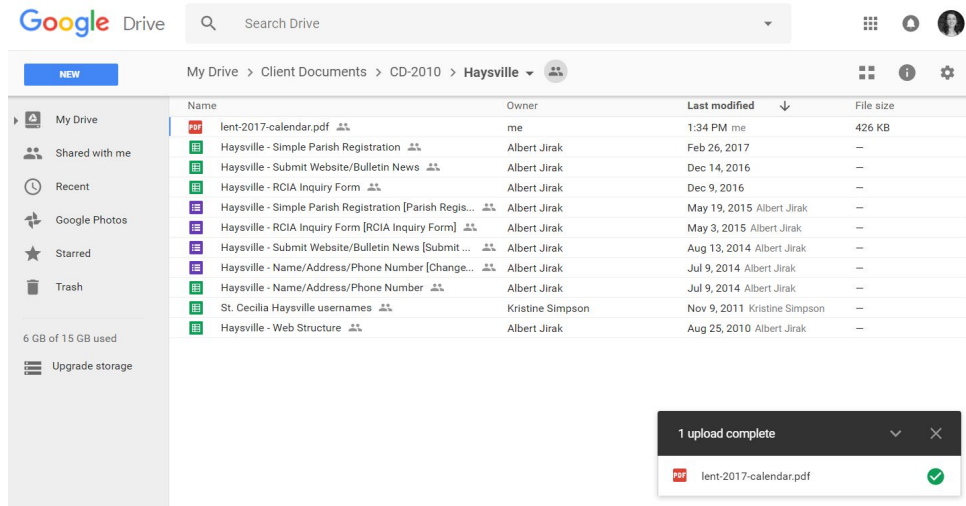 Google Drive Search Drive
NEW My Drive > Client Documents > CD-2010 > Haysville
Name Owner Last modified File size
My Drive
Shared with me
Recent
Google Photos
Starred
Trash
6 GB of 15 GB used
Upgrade storage
PDF lent-2017-calendar.pdf me 1:34 PM me 426 KB
Haysville - Simple Parish Registration Albert Jirak Feb 26, 2017 —
Haysville - Submit Website/Bulletin News Albert Jirak Dec 14, 2016 —
Haysville - RCIA Inquiry Form Albert Jirak Dec 9, 2016 —
Haysville - Simple Parish Registration [Parish Regis... Albert Jirak May 19, 2015 Albert Jirak —
Haysville - RCIA Inquiry Form [RCIA Inquiry Form] Albert Jirak May 3, 2015 Albert Jirak —
Haysville - Submit Website/Bulletin News [Submit ... Albert Jirak Aug 13, 2014 Albert Jirak —
Haysville - Name/Address/Phone Number [Change... Albert Jirak Jul 9, 2014 Albert Jirak —
Haysville - Name/Address/Phone Number Albert Jirak Jul 9, 2014 Albert Jirak —
St. Cecilia Haysville usernames Kristine Simpson Nov 9, 2011 Kristine Simpson —
Haysville - Web Structure Albert Jirak Aug 25, 2010 Albert Jirak —
1 upload complete
PDF lent-2017-calendar.pdf